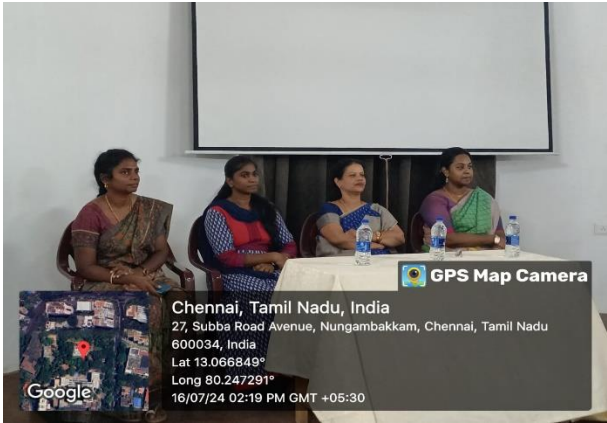 GPS Map Camera
Chennai, Tamil Nadu, India
27, Subba Road Avenue, Nungambakkam, Chennai, Tamil Nadu
600034, India
Lat 13.066849°
Long 80.247291°
16/07/24 02:19 PM GMT +05:30
Google